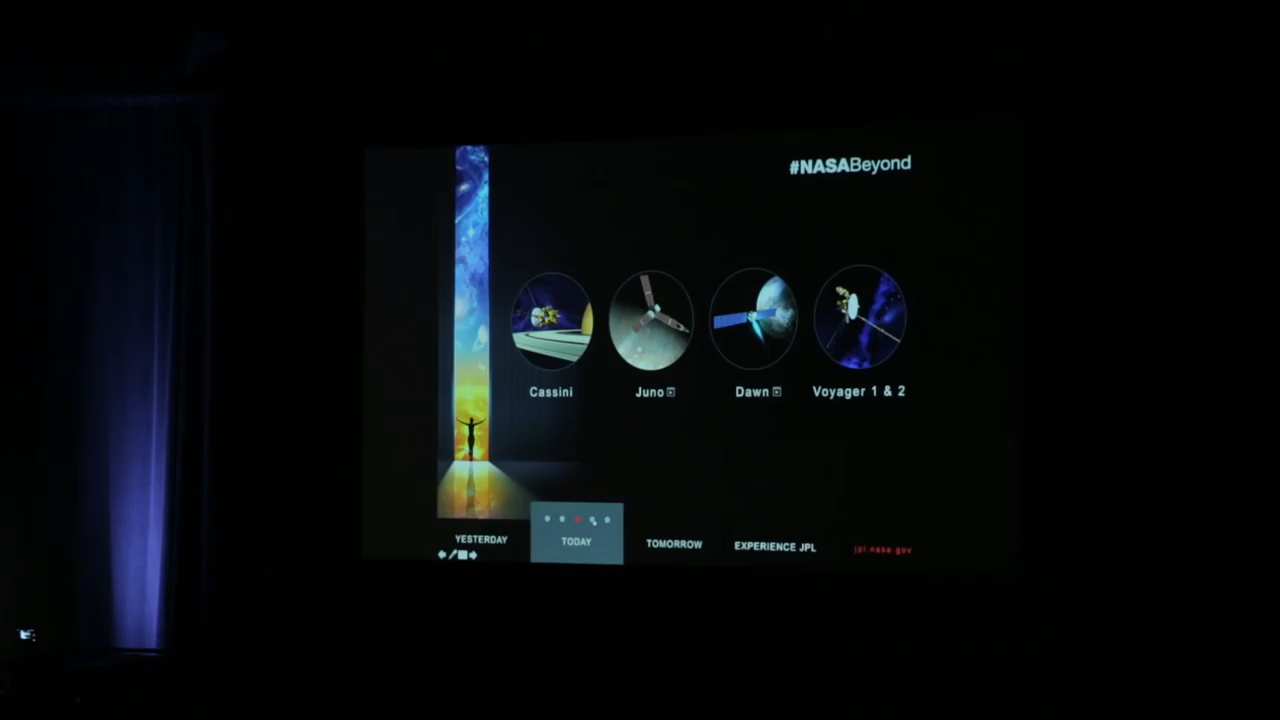 #NASABeyond
Cassini
Juno
Dawn
Voyager 1 & 2
YESTERDAY
TODAY
TOMORROW
EXPERIENCE JPL
jpl.nasa.gov